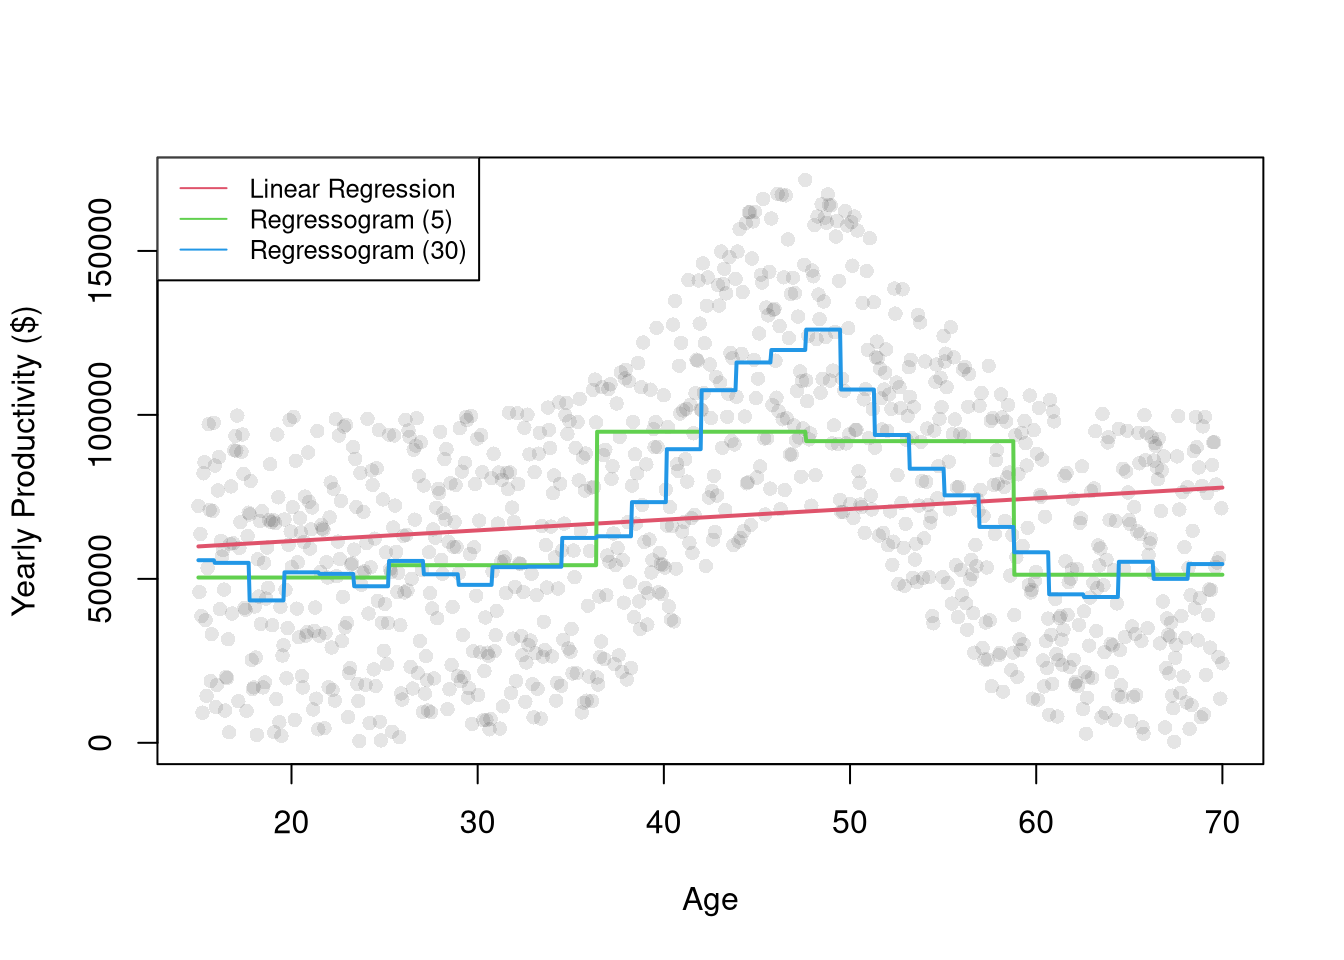 Linear Regression
Regressogram (5)
Regressogram (30)
Yearly Productivity ($)
150000
100000
50000
0
20 30 40 50 60 70
Age